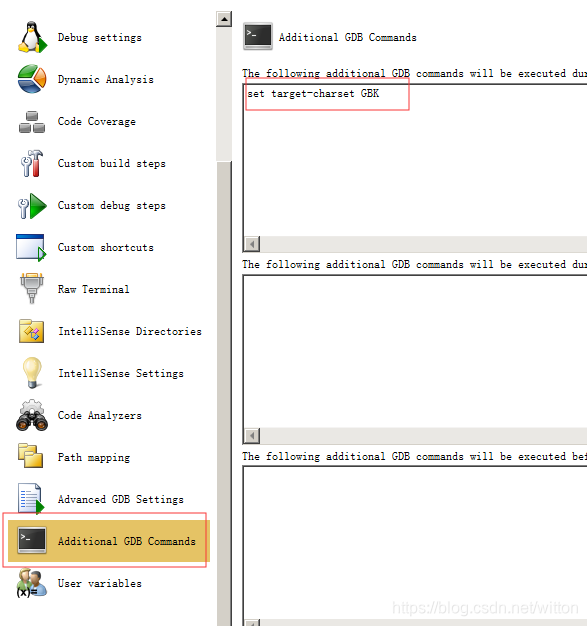 Debug settings
Dynamic Analysis
Code Coverage
Custom build steps
Custom debug steps
Custom shortcuts
Raw Terminal
IntelliSense Directories
IntelliSense Settings
Code Analyzers
Path mapping
Advanced GDB Settings
Additional GDB Commands
User variables
Additional GDB Commands
The following additional GDB commands will be executed dur
set target-charset GBK
The following additional GDB commands will be executed dur
The following additional GDB commands will be executed bef
https://blog.csdn.net/witton